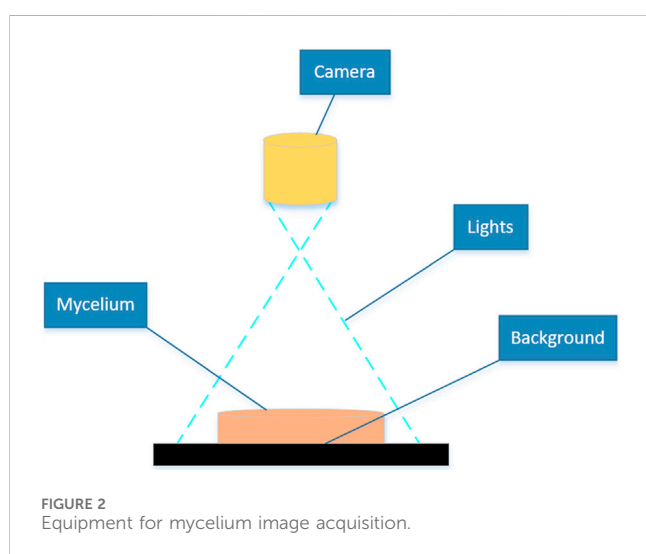 Camera
Lights
Mycelium
Background
FIGURE 2
Equipment for mycelium image acquisition.